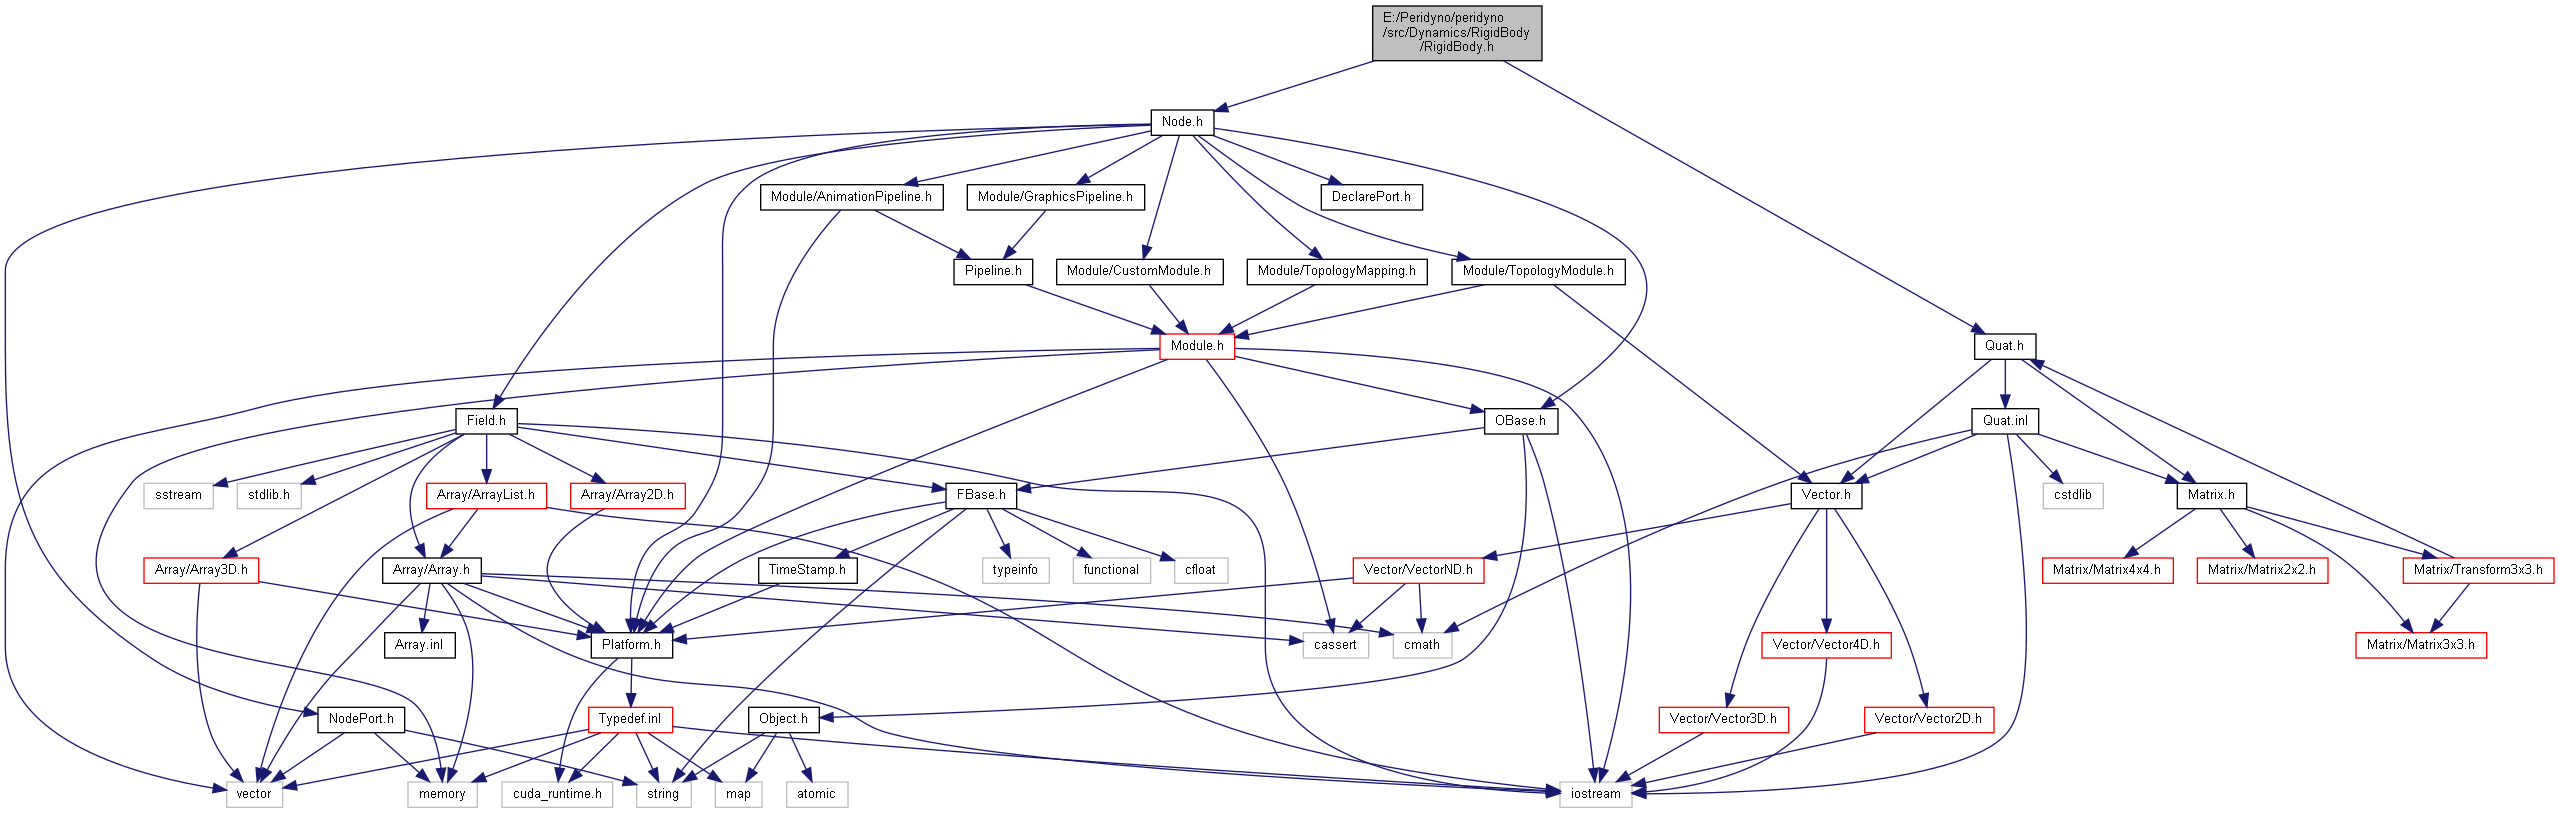 E:/Peridyno/peridyno
/src/Dynamics/RigidBody
/RigidBody.h
Node.h
Module/AnimationPipeline.h
Module/GraphicsPipeline.h
DeclarePort.h
Pipeline.h
Module/CustomModule.h
Module/TopologyMapping.h
Module/TopologyModule.h
Module.h
Quat.h
Field.h
OBase.h
Quat.inl
sstream
stdlib.h
Array/ArrayList.h
Array/Array2D.h
FBase.h
Vector.h
cstdlib
Matrix.h
Array/Array3D.h
Array/Array.h
TimeStamp.h
typeinfo
functional
cfloat
Vector/VectorND.h
Matrix/Matrix4x4.h
Matrix/Matrix2x2.h
Matrix/Transform3x3.h
Array.inl
Platform.h
cassert
cmath
Vector/Vector4D.h
Matrix/Matrix3x3.h
NodePort.h
Typedef.inl
Object.h
Vector/Vector3D.h
Vector/Vector2D.h
vector
memory
cuda_runtime.h
string
map
atomic
iostream